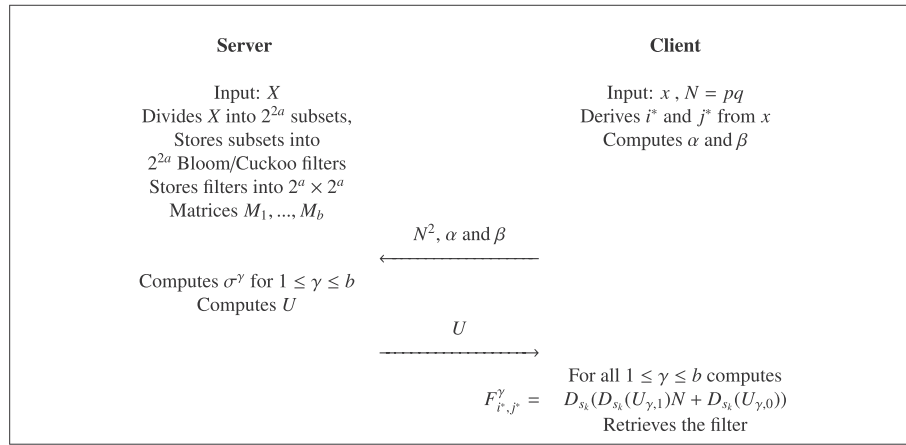 Server
Client
Input: X
Divides X into 2^{2a} subsets,
Stores subsets into
2^{2a} Bloom/Cuckoo filters
Stores filters into 2^a × 2^a
Matrices M_1, ..., M_b
Input: x , N = pq
Derives i* and j* from x
Computes α and β
N^2, α and β
Computes σ^γ for 1 ≤ γ ≤ b
Computes U
U
For all 1 ≤ γ ≤ b computes
F^γ_{i*,j*} = D_{s_k}(D_{s_k}(U_{γ,1})N + D_{s_k}(U_{γ,0}))
Retrieves the filter